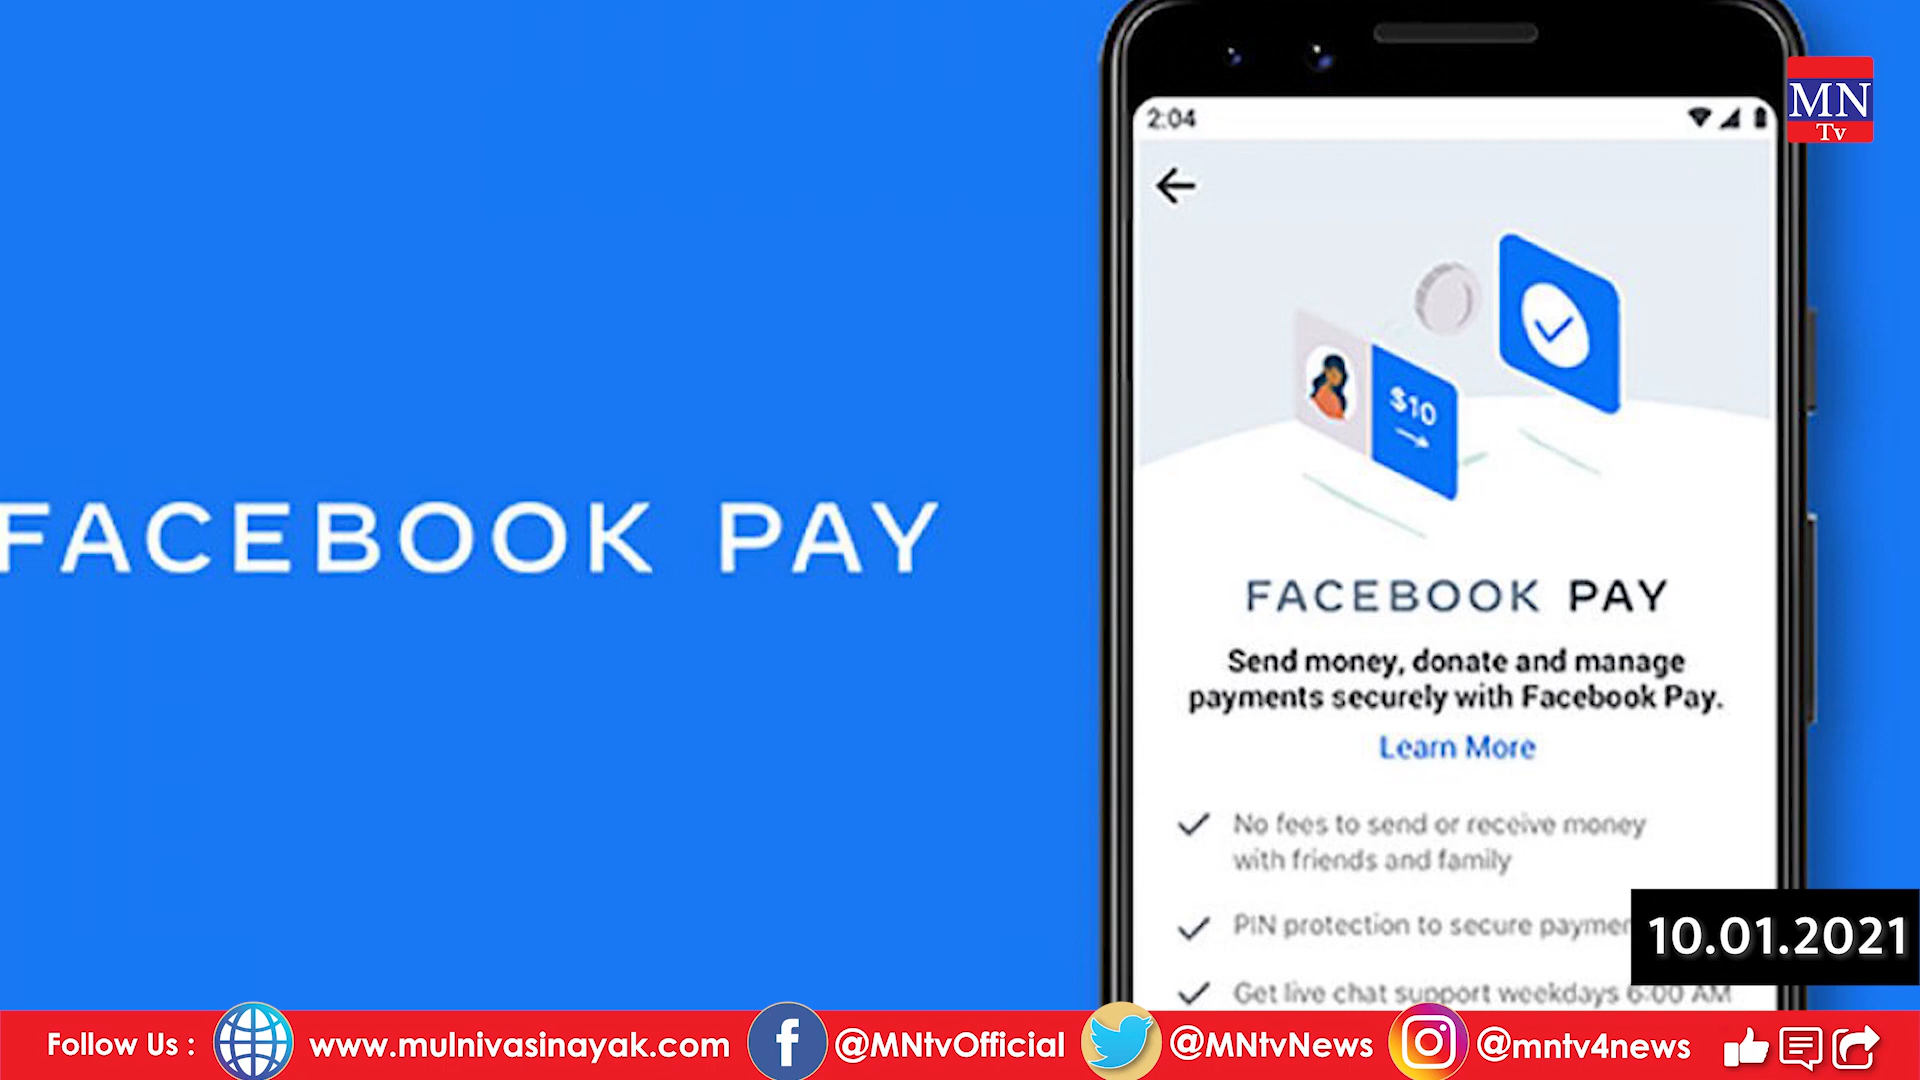 FACEBOOK PAY
MN
Tv
2:04
$10
FACEBOOK PAY
Send money, donate and manage
payments securely with Facebook Pay.
Learn More
No fees to send or receive money
with friends and family
PIN protection to secure
Get live chat support weekdays 6:00 AM
10.01.2021
Follow Us : www.mulnivasinayak.com @MNtvOfficial @MNtvNews @mntv4news